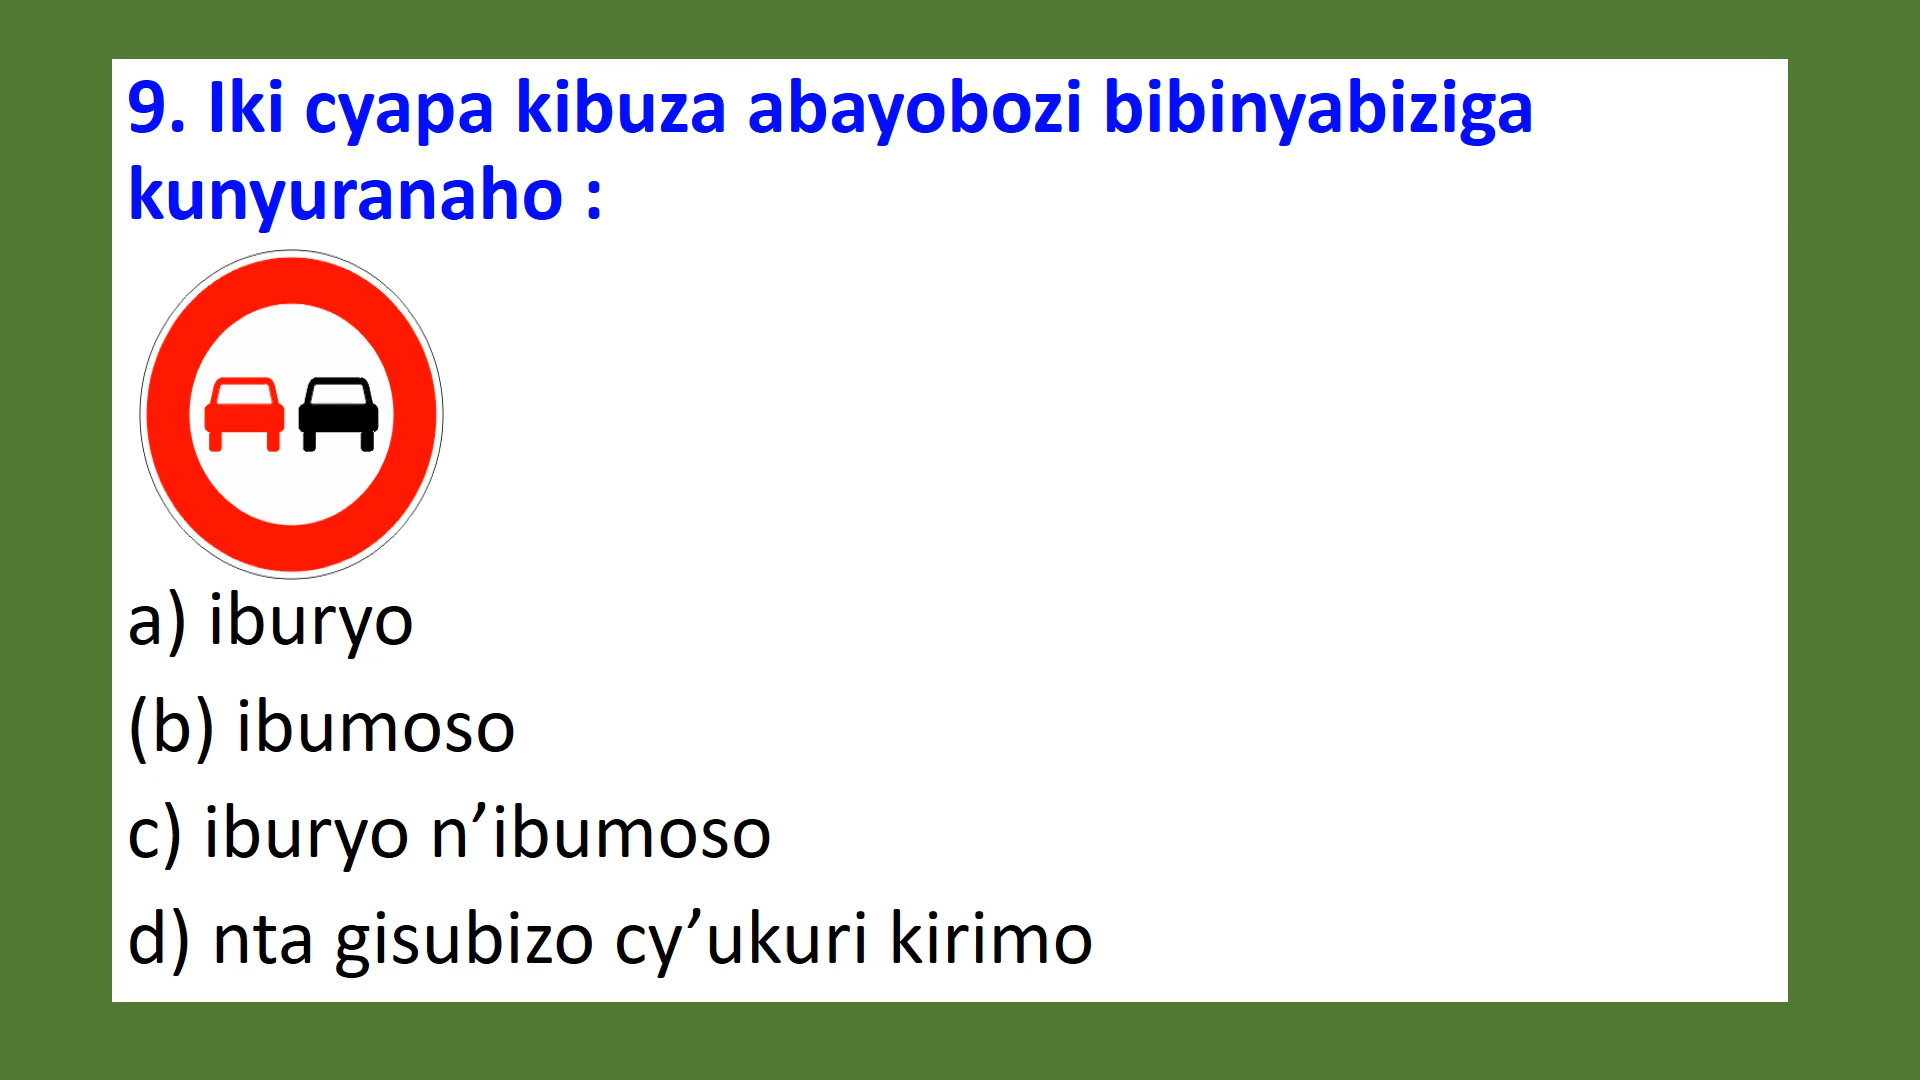 9. Iki cyapa kibuza abayobozi bibinyabiziga
kunyuranaho :
a) iburyo
(b) ibumoso
c) iburyo n’ibumoso
d) nta gisubizo cy’ukuri kirimo